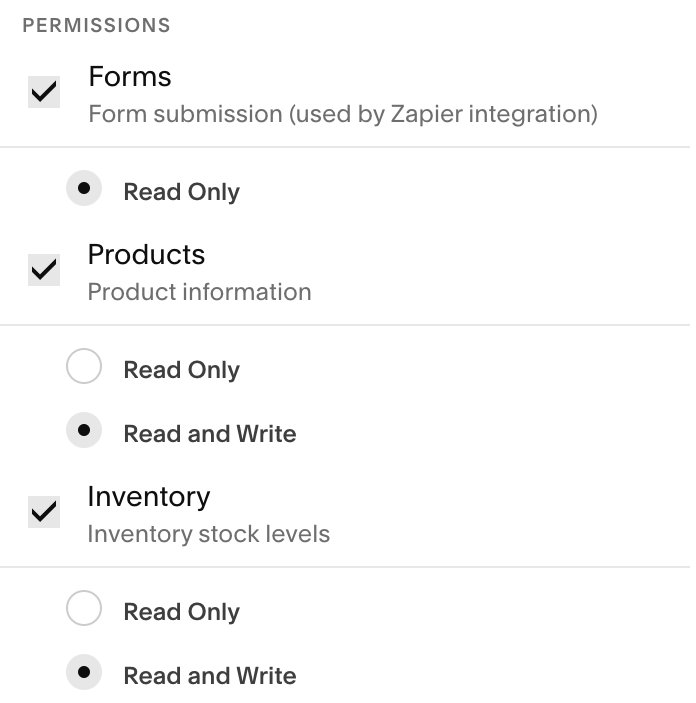 PERMISSIONS
Forms
Form submission (used by Zapier integration)
Read Only
Products
Product information
Read Only
Read and Write
Inventory
Inventory stock levels
Read Only
Read and Write